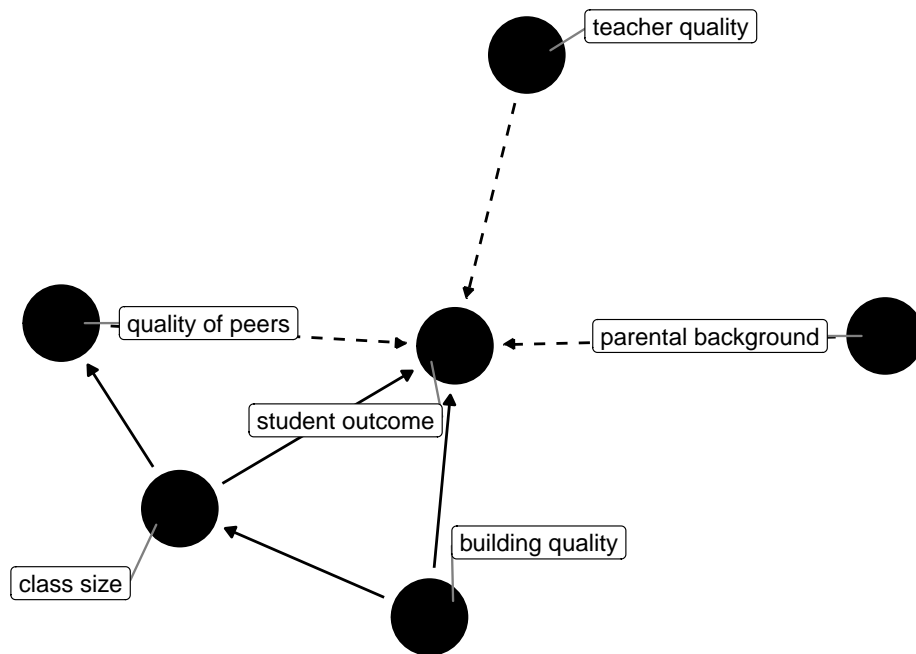 teacher quality
quality of peers
parental background
student outcome
building quality
class size